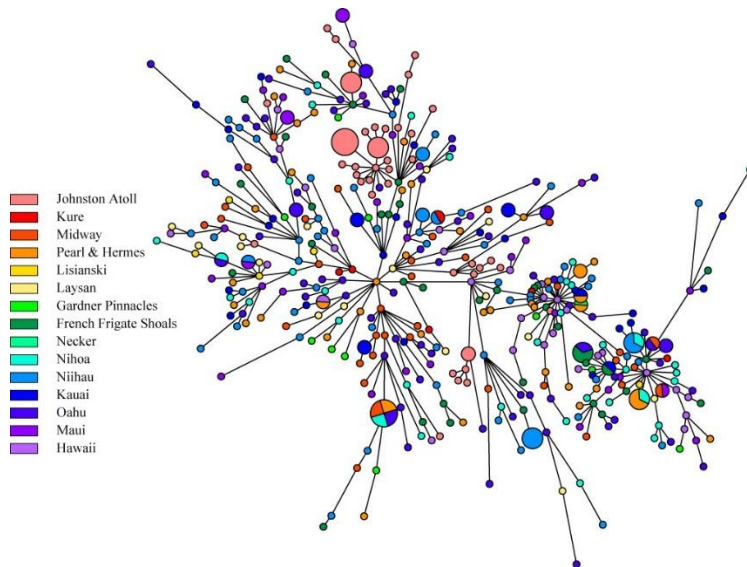 Johnston Atoll
Kure
Midway
Pearl & Hermes
Lisianski
Laysan
Gardner Pinnacles
French Frigate Shoals
Necker
Nihoa
Niihau
Kauai
Oahu
Maui
Hawaii